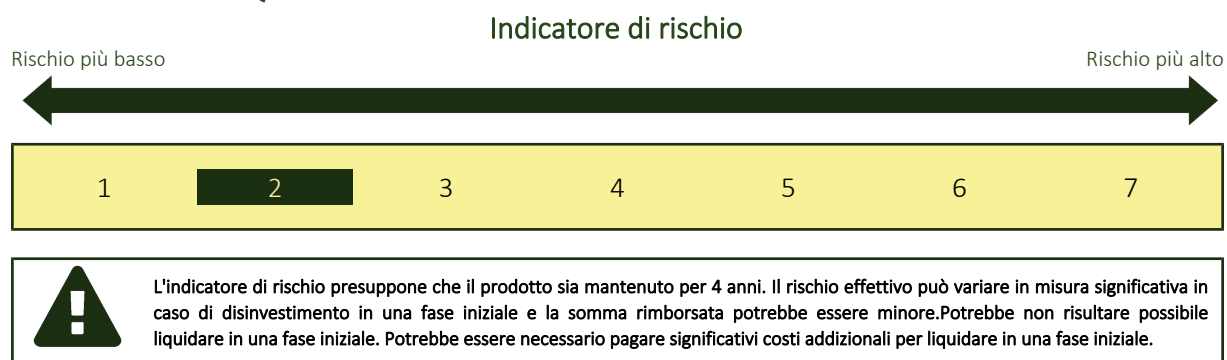 Indicatore di rischio
Rischio più basso
Rischio più alto
1 2 3 4 5 6 7
L'indicatore di rischio presuppone che il prodotto sia mantenuto per 4 anni. Il rischio effettivo può variare in misura significativa in
caso di disinvestimento in una fase iniziale e la somma rimborsata potrebbe essere minore.Potrebbe non risultare possibile
liquidare in una fase iniziale. Potrebbe essere necessario pagare significativi costi addizionali per liquidare in una fase iniziale.